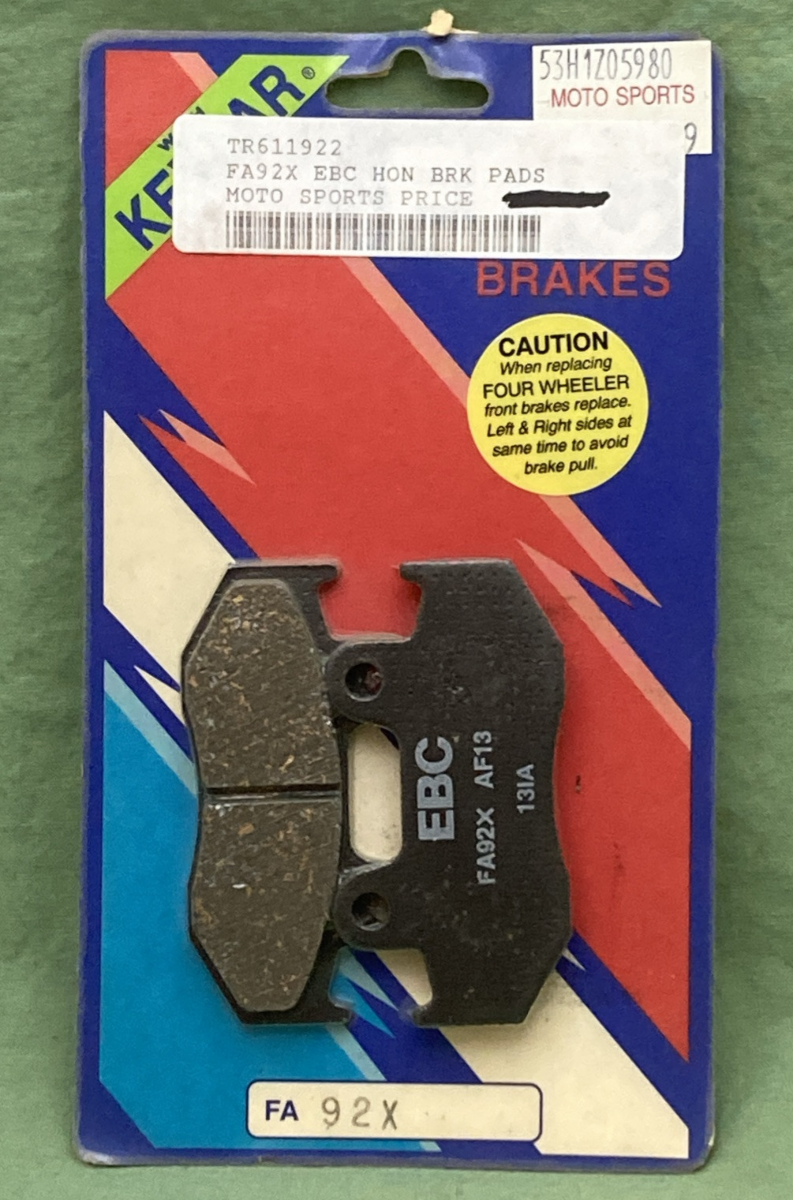 53H1Z05980
MOTO SPORTS
9
TR611922
FA92X EBC HON BRK PADS
MOTO SPORTS PRICE
BRAKES
CAUTION
When replacing
FOUR WHEELER
front brakes replace.
Left & Right sides at
same time to avoid
brake pull.
EBC
FA92X AF13
131A
FA 92X